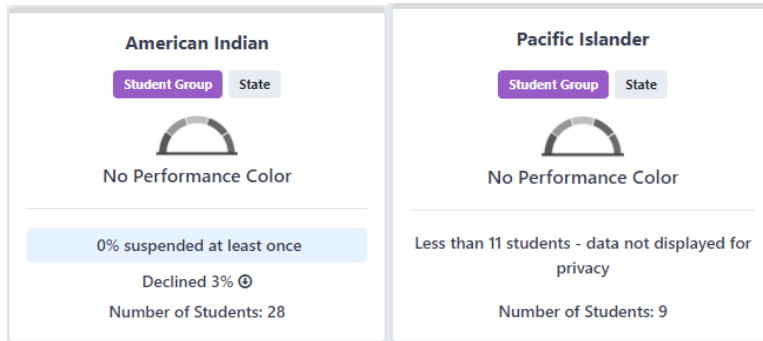 American Indian
Student Group State
No Performance Color
0% suspended at least once
Declined 3%
Number of Students: 28
Pacific Islander
Student Group State
No Performance Color
Less than 11 students - data not displayed for
privacy
Number of Students: 9